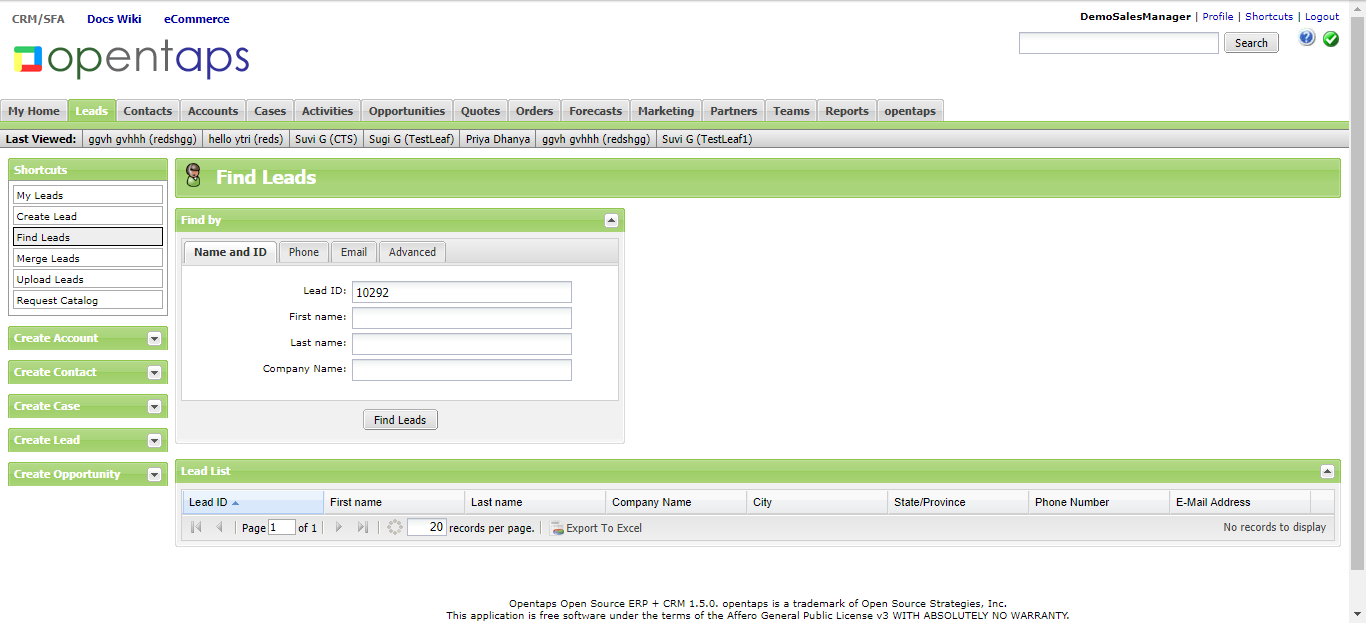 CRM/SFA Docs Wiki eCommerce
DemoSalesManager | Profile | Shortcuts | Logout
opentaps
Search
My Home Leads Contacts Accounts Cases Activities Opportunities Quotes Orders Forecasts Marketing Partners Teams Reports opentaps
Last Viewed: ggvh gvhhh (redshgg) hello ytri (reds) Suvi G (CTS) Sugi G (TestLeaf) Priya Dhanya ggvh gvhhh (redshgg) Suvi G (TestLeaf1)
Shortcuts
My Leads
Create Lead
Find Leads
Merge Leads
Upload Leads
Request Catalog
Create Account
Create Contact
Create Case
Create Lead
Create Opportunity
Find Leads
Find by
Name and ID Phone Email Advanced
Lead ID: 10292
First name:
Last name:
Company Name:
Find Leads
Lead List
Lead ID First name Last name Company Name City State/Province Phone Number E-Mail Address
Page 1 of 1 20 records per page. Export To Excel No records to display
Opentaps Open Source ERP + CRM 1.5.0. opentaps is a trademark of Open Source Strategies, Inc.
This application is free software under the terms of the Affero General Public License v3 WITH ABSOLUTELY NO WARRANTY.